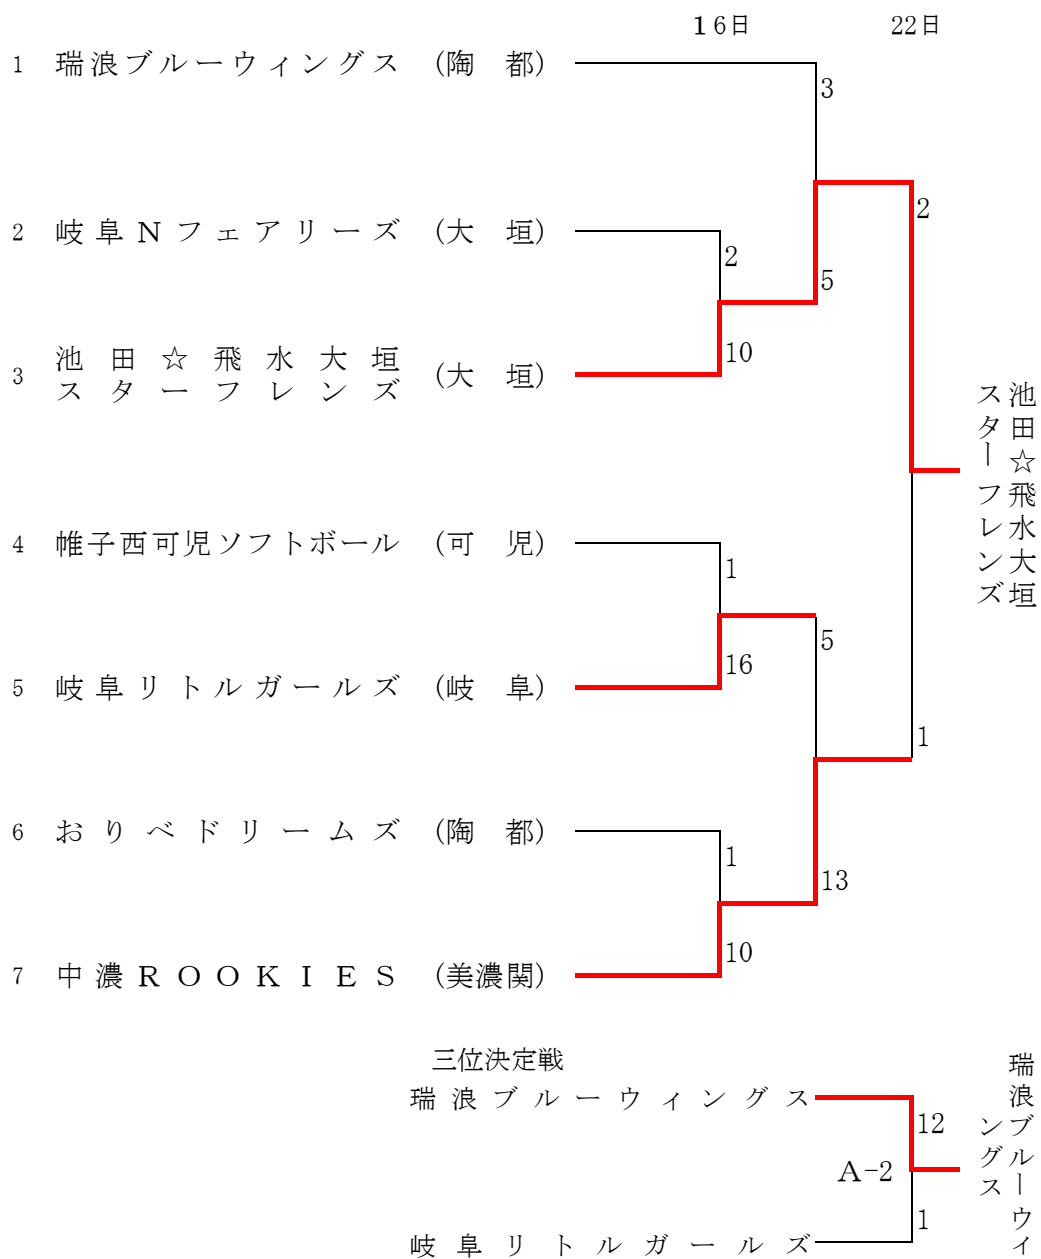 16日 22日
1 瑞浪ブルーウィングス (陶 都)
3
2
2 岐阜Nフェアリーズ (大 垣)
2
5
10
3 池田☆飛水大垣
スターフレンズ (大 垣)
池田☆飛水大垣
スターフレンズ
4 帷子西可児ソフトボール (可 児)
1
5
16
5 岐阜リトルガールズ (岐 阜)
1
6 おりべドリームズ (陶 都)
1
13
10
7 中濃ROOKIES (美濃関)
三位決定戦
瑞浪ブルーウィングス
12
A-2
瑞浪ブルーウィ
ングス
1
岐阜リトルガールズ